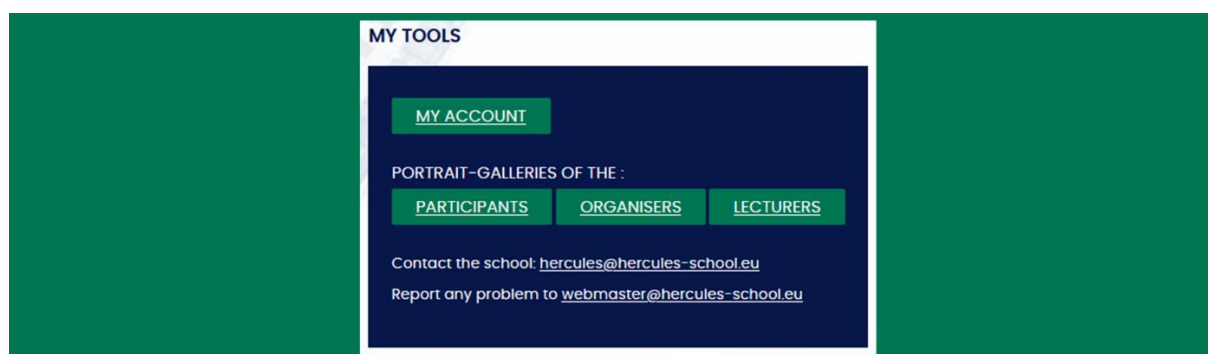 MY TOOLS
MY ACCOUNT
PORTRAIT-GALLERIES OF THE :
PARTICIPANTS ORGANISERS LECTURERS
Contact the school: hercules@hercules-school.eu
Report any problem to webmaster@hercules-school.eu